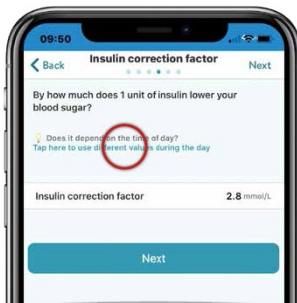 09:50
Back
Insulin correction factor
Next
By how much does 1 unit of insulin lower your
blood sugar?
Does it depend on the time of day?
Tap here to use different values during the day
Insulin correction factor
2.8 mmol/L
Next